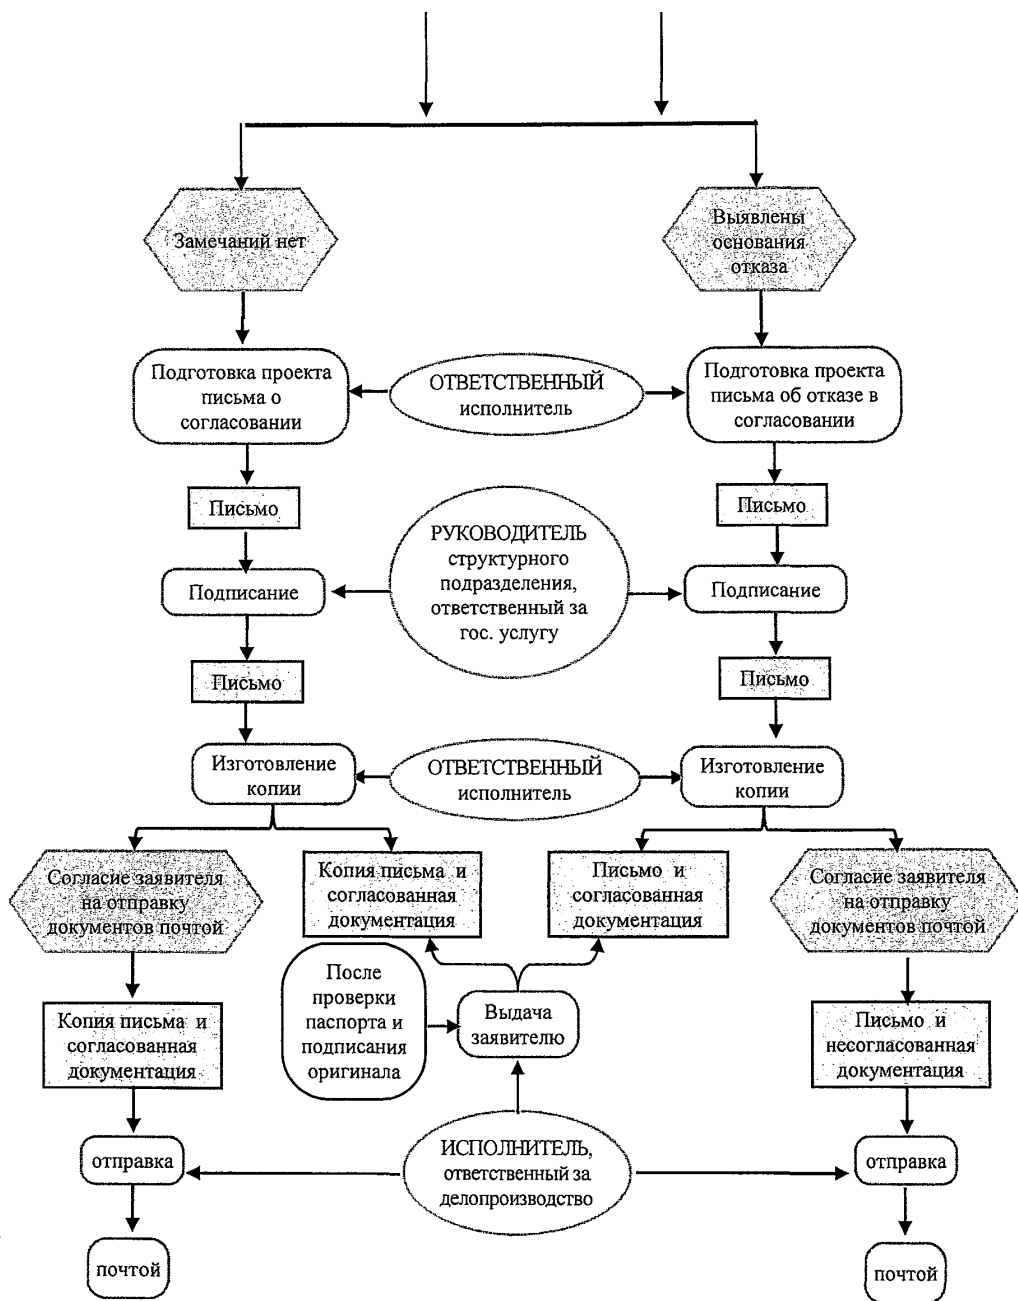 Замечаний нет
Выявлены
основания
отказа
Подготовка проекта
письма о
согласовании
ОТВЕТСТВЕННЫЙ
исполнитель
Подготовка проекта
письма об отказе в
согласовании
Письмо
РУКОВОДИТЕЛЬ
структурного
подразделения,
ответственный за
гос. услугу
Письмо
Подписание
Подписание
Письмо
Письмо
Изготовление
копии
ОТВЕТСТВЕННЫЙ
исполнитель
Изготовление
копии
Согласие заявителя
на отправку
документов почтой
Копия письма и
согласованная
документация
Письмо и
согласованная
документация
Согласие заявителя
на отправку
документов почтой
После
проверки
паспорта и
подписания
оригинала
Выдача
заявителю
Копия письма и
согласованная
документация
Письмо и
несогласованная
документация
отправка
ИСПОЛНИТЕЛЬ,
ответственный за
делопроизводство
отправка
почтой
почтой